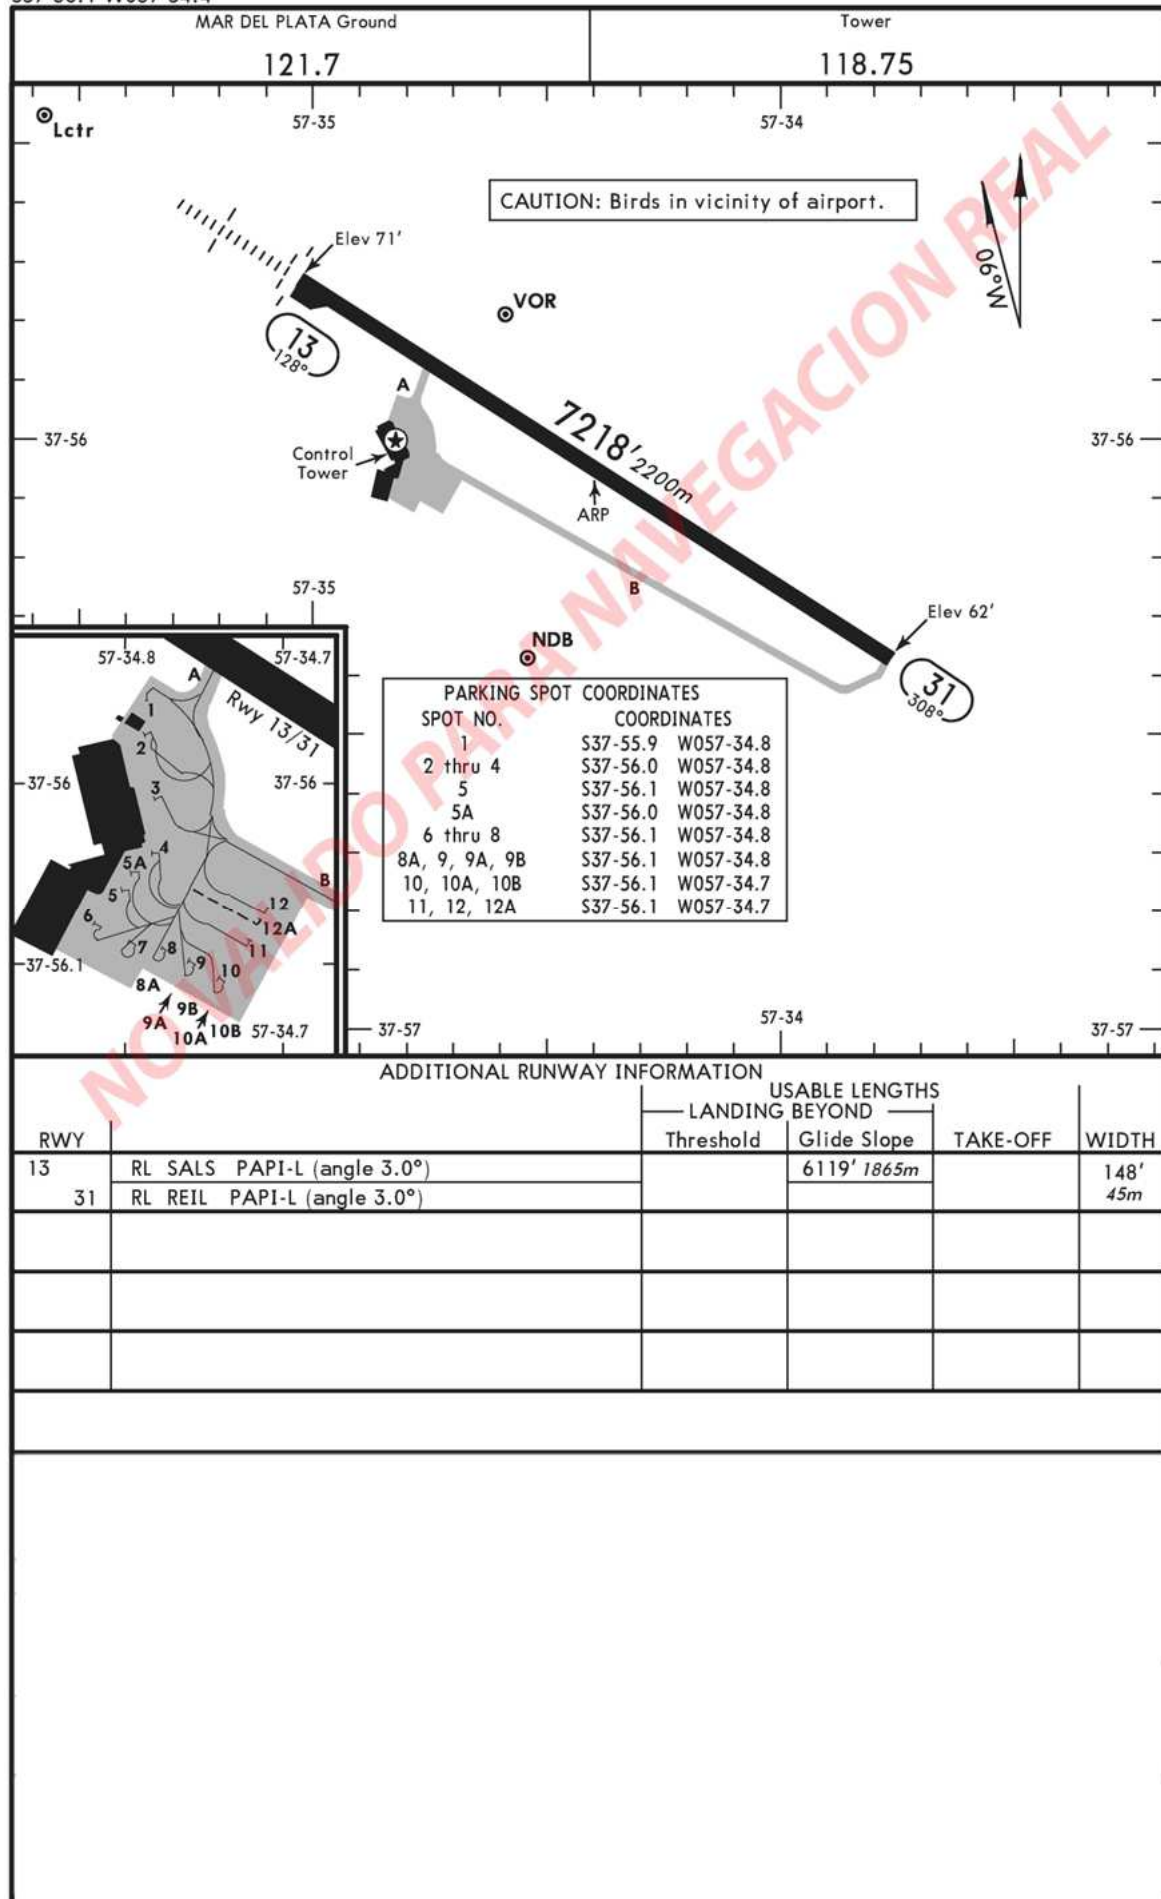 MAR DEL PLATA Ground
121.7
Tower
118.75
Lctr
57-35
57-34
CAUTION: Birds in vicinity of airport.
06°W
Elev 71'
VOR
13
128°
A
37-56
Control
Tower
7218' 2200m
37-56
ARP
B
57-35
Elev 62'
NDB
31
308°
57-34.8
57-34.7
A
Rwy 13/31
1
2
37-56
37-56
3
4
5A
5
6
B
12
12A
7
8
11
9
10
37-56.1
8A
9B
9A
10B
10A
57-34.7
PARKING SPOT COORDINATES
SPOT NO. COORDINATES
1 S37-55.9 W057-34.8
2 thru 4 S37-56.0 W057-34.8
5 S37-56.1 W057-34.8
5A S37-56.0 W057-34.8
6 thru 8 S37-56.1 W057-34.8
8A, 9, 9A, 9B S37-56.1 W057-34.8
10, 10A, 10B S37-56.1 W057-34.7
11, 12, 12A S37-56.1 W057-34.7
37-57
57-34
37-57
NO VALIDO PARA NAVEGACION REAL
ADDITIONAL RUNWAY INFORMATION
USABLE LENGTHS
LANDING BEYOND
RWY Threshold Glide Slope TAKE-OFF WIDTH
13 RL SALS PAPI-L (angle 3.0°) 6119' 1865m 148'
31 RL REIL PAPI-L (angle 3.0°) 45m